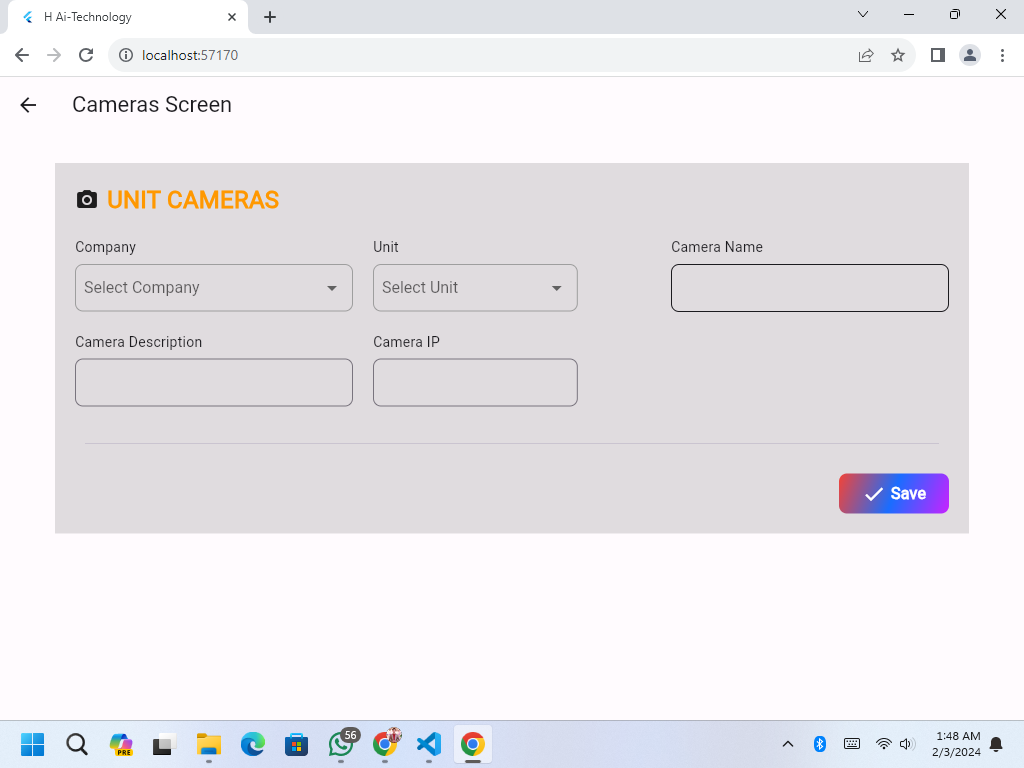 H Ai-Technology
localhost:57170
Cameras Screen
UNIT CAMERAS
Company
Unit
Camera Name
Select Company
Select Unit
Camera Description
Camera IP
Save
PRE
56
1:48 AM
2/3/2024